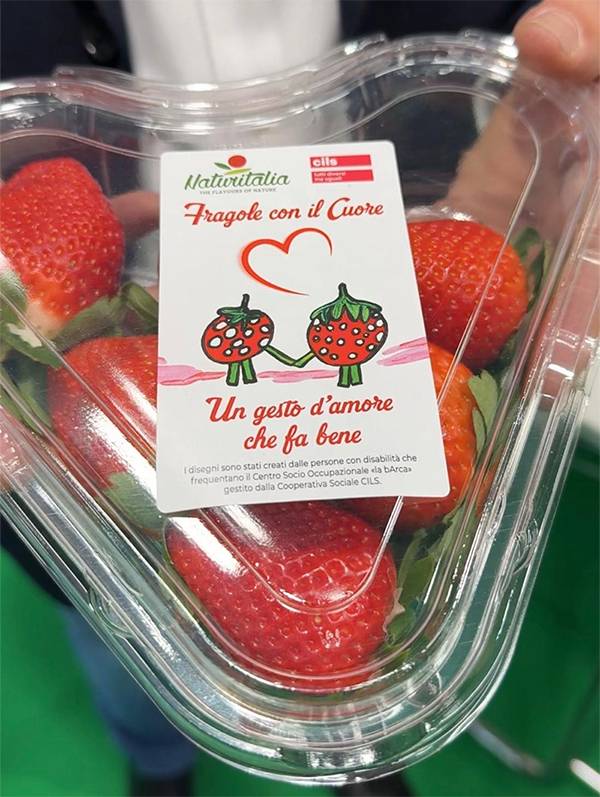 Naturitalia
THE FLAVOURS OF NATURE
cils
tutti diversi
ma uguali
Fragole con il Cuore
Un gesto d'amore
che fa bene
I disegni sono stati creati dalle persone con disabilità che
frequentano il Centro Socio Occupazionale «la bArca»
gestito dalla Cooperativa Sociale CILS.